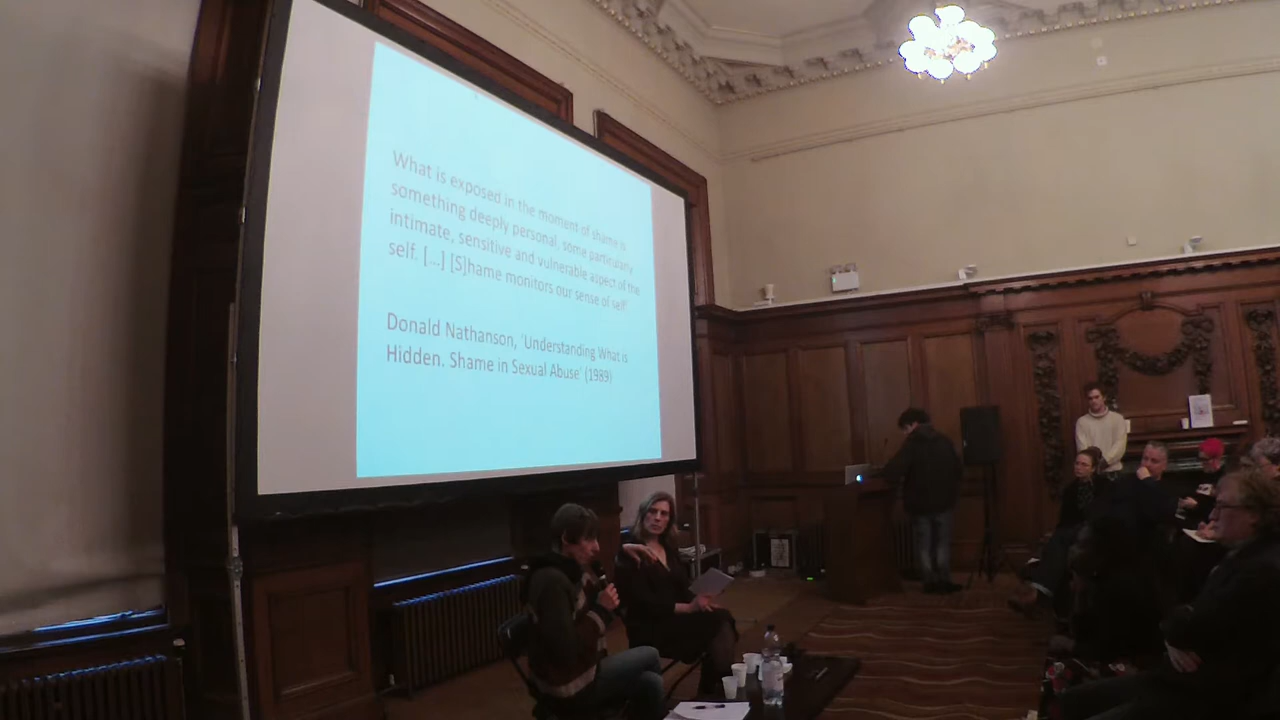 What is exposed in the moment of shame is
something deeply personal, some particularly
intimate, sensitive and vulnerable aspect of the
self. [...] [S]hame monitors our sense of self'
Donald Nathanson, 'Understanding What is
Hidden. Shame in Sexual Abuse' (1989)